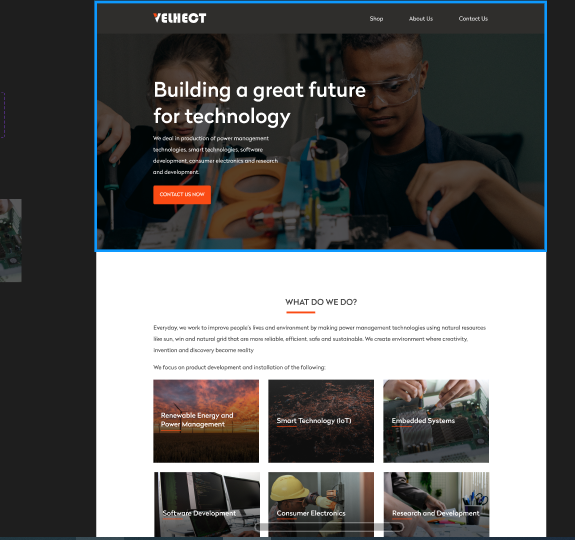 VELHECT
Shop About Us Contact Us
Building a great future
for technology
We deal in production of power management
technologies, smart technologies, software
development, consumer electronics and research
and development.
CONTACT US NOW
WHAT DO WE DO?
Everyday, we work to improve people's lives and environment by making power management technologies using natural resources
like sun, win and natural grid that are more reliable, efficient, safe and sustainable. We create environment where creativity,
invention and discovery become reality
We focus on product development and installation of the following:
Renewable Energy and
Power Management
Smart Technology (IoT)
Embedded Systems
Software Development
Consumer Electronics
Research and Development